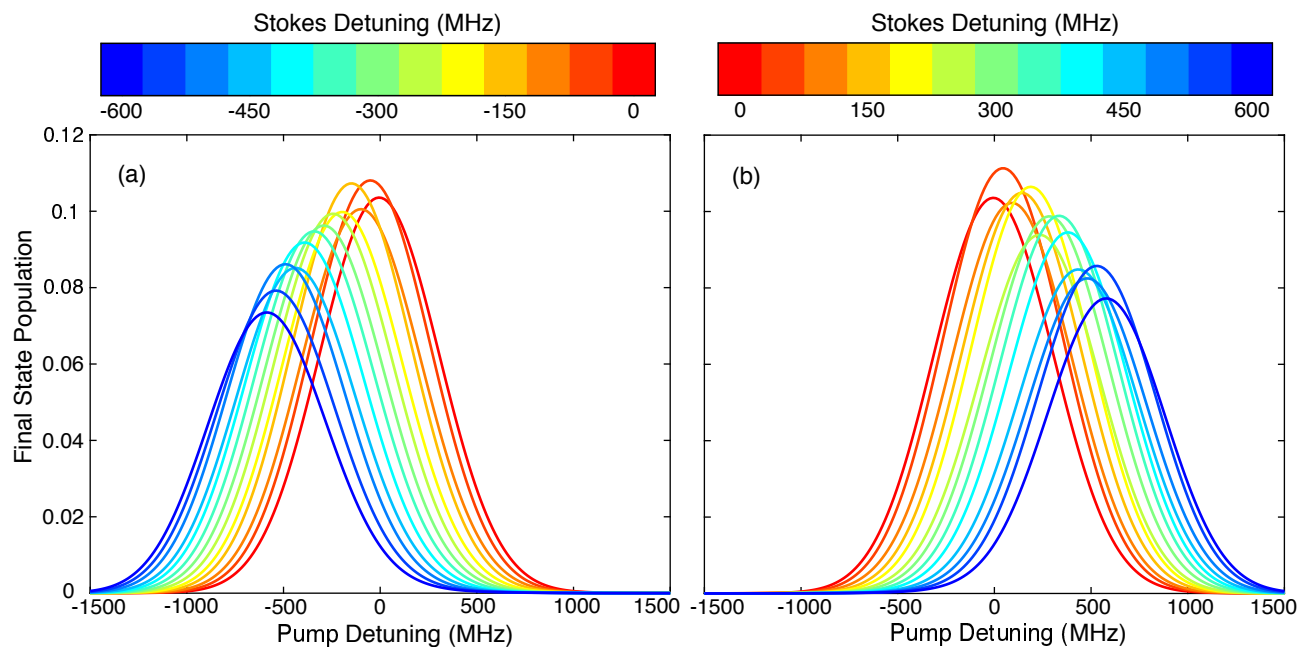 Stokes Detuning (MHz)
-600 -450 -300 -150 0
Stokes Detuning (MHz)
0 150 300 450 600
Final State Population
0.12
0.1
0.08
0.06
0.04
0.02
0
(a)
-1500 -1000 -500 0 500 1000 1500
Pump Detuning (MHz)
(b)
-1500 -1000 -500 0 500 1000 1500
Pump Detuning (MHz)